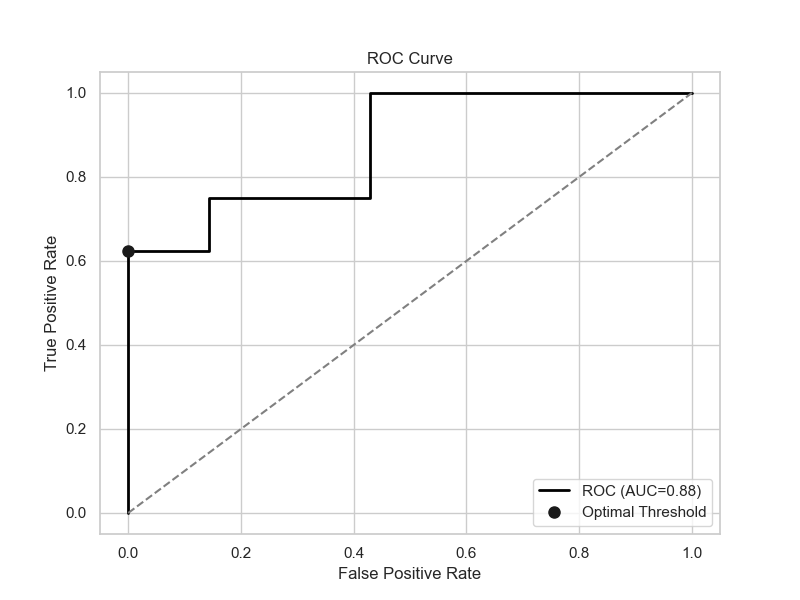 ROC Curve
1.0
0.8
0.6
0.4
0.2
0.0
True Positive Rate
0.0 0.2 0.4 0.6 0.8 1.0
False Positive Rate
ROC (AUC=0.88)
Optimal Threshold